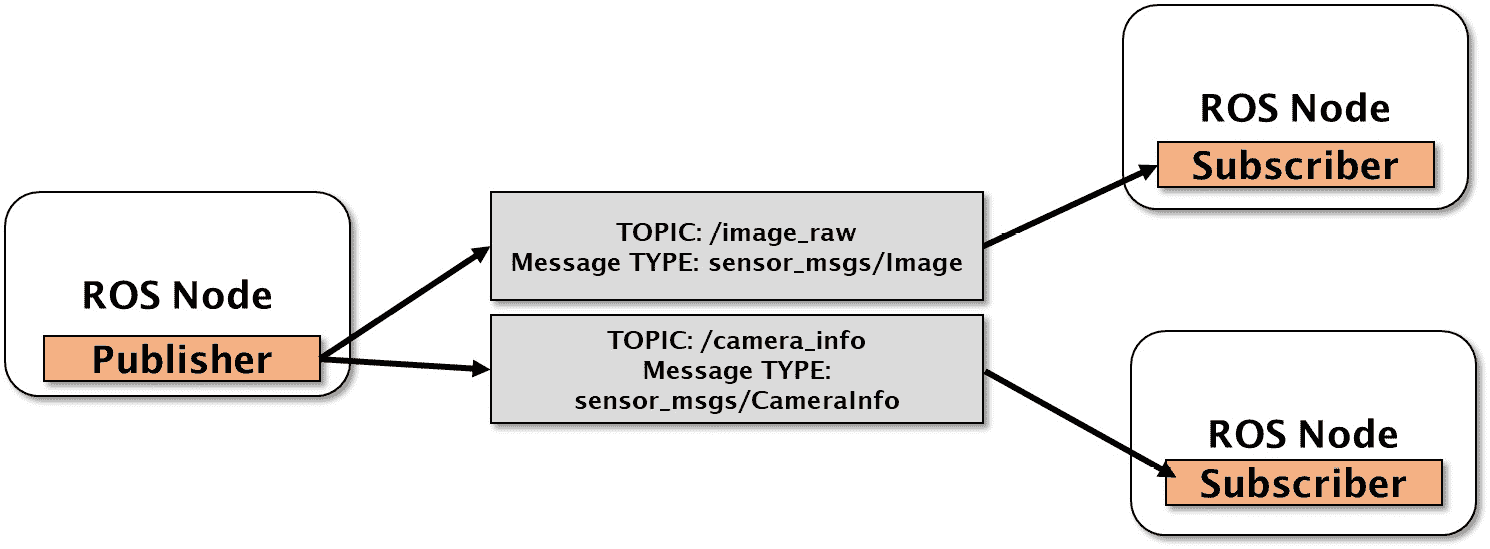 ROS Node
Publisher
TOPIC: /image_raw
Message TYPE: sensor_msgs/Image
TOPIC: /camera_info
Message TYPE:
sensor_msgs/CameraInfo
ROS Node
Subscriber
ROS Node
Subscriber